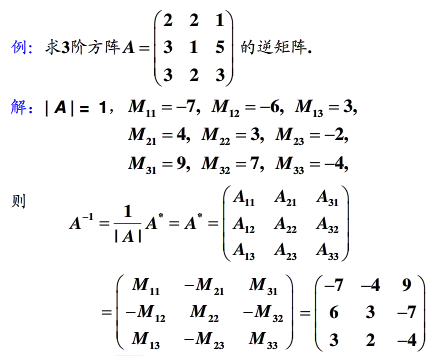 例：求3阶方阵A = ( 2 2 1 ; 3 1 5 ; 3 2 3 ) 的逆矩阵.
解：| A | = 1, M₁₁ = −7, M₁₂ = −6, M₁₃ = 3,
M₂₁ = 4, M₂₂ = 3, M₂₃ = −2,
M₃₁ = 9, M₃₂ = 7, M₃₃ = −4,
则
A⁻¹ = 1/|A| A* = A* = ( A₁₁ A₂₁ A₃₁ ; A₁₂ A₂₂ A₃₂ ; A₁₃ A₂₃ A₃₃ )
= ( M₁₁ −M₂₁ M₃₁ ; −M₁₂ M₂₂ −M₃₂ ; M₁₃ −M₂₃ M₃₃ ) = ( −7 −4 9 ; 6 3 −7 ; 3 2 −4 )